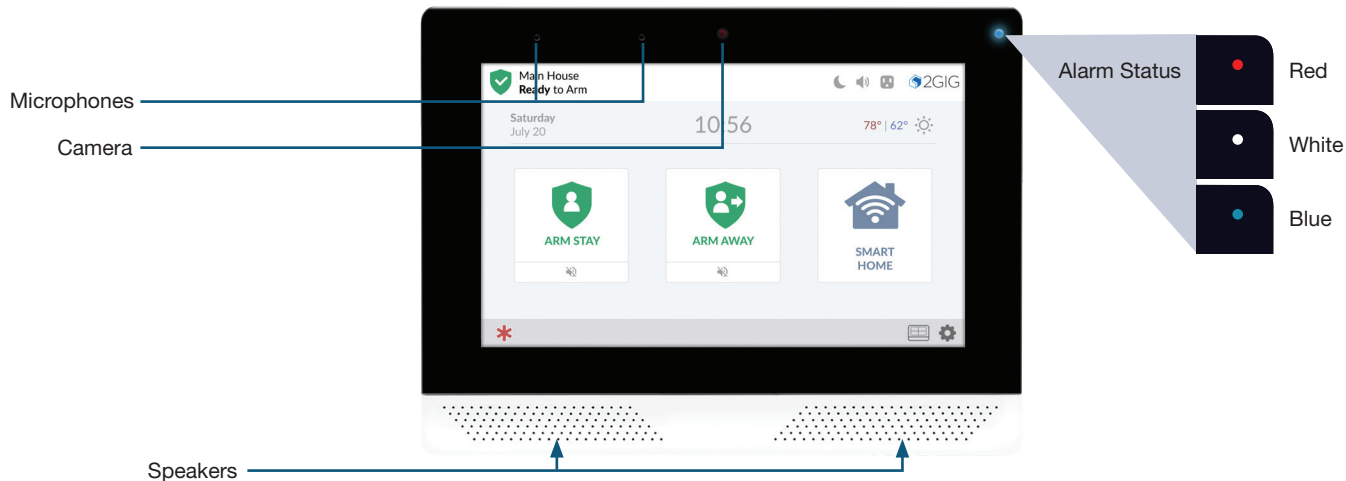 Microphones
Camera
Speakers
Main House
Ready to Arm
2GIG
Saturday
July 20
10:56
78° | 62°
ARM STAY
ARM AWAY
SMART
HOME
Alarm Status
Red
White
Blue